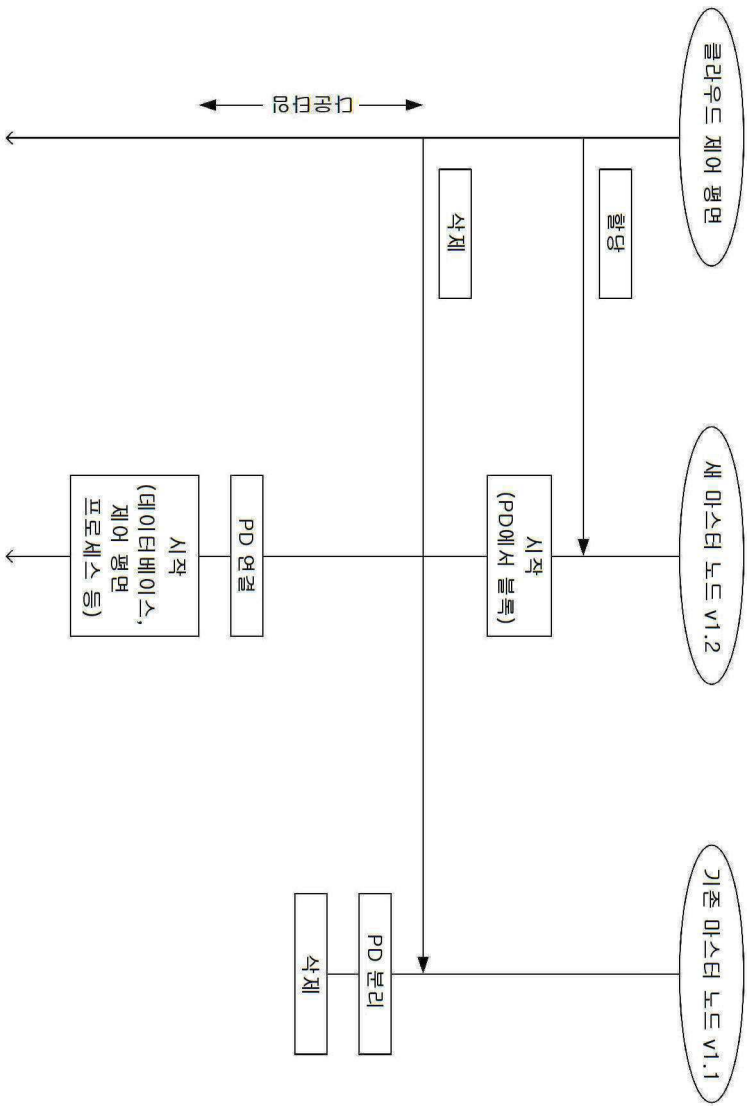 클라우드 제어 평면
새 마스터 노드 v1.2
기존 마스터 노드 v1.1
할당
시작
(PD에서 블록)
삭제
다운타임
PD 분리
삭제
PD 연결
시작
(데이터베이스,
제어 평면
프로세스 등)